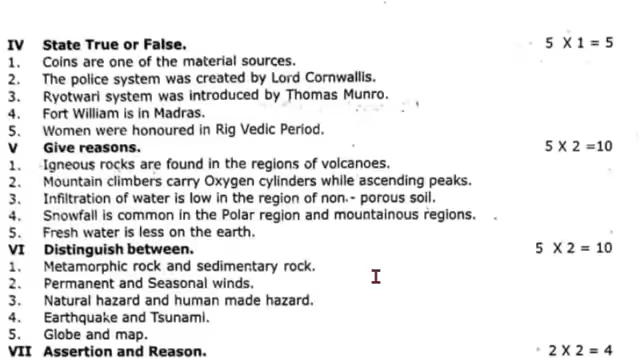 IV State True or False. 5 X 1 = 5
1. Coins are one of the material sources.
2. The police system was created by Lord Cornwallis.
3. Ryotwari system was introduced by Thomas Munro.
4. Fort William is in Madras.
5. Women were honoured in Rig Vedic Period.
V Give reasons. 5 X 2 =10
1. Igneous rocks are found in the regions of volcanoes.
2. Mountain climbers carry Oxygen cylinders while ascending peaks.
3. Infiltration of water is low in the region of non.- porous soil.
4. Snowfall is common in the Polar region and mountainous regions.
5. Fresh water is less on the earth.
VI Distinguish between. 5 X 2 = 10
1. Metamorphic rock and sedimentary rock.
2. Permanent and Seasonal winds.
3. Natural hazard and human made hazard.
4. Earthquake and Tsunami.
5. Globe and map.
VII Assertion and Reason. 2 X 2 = 4